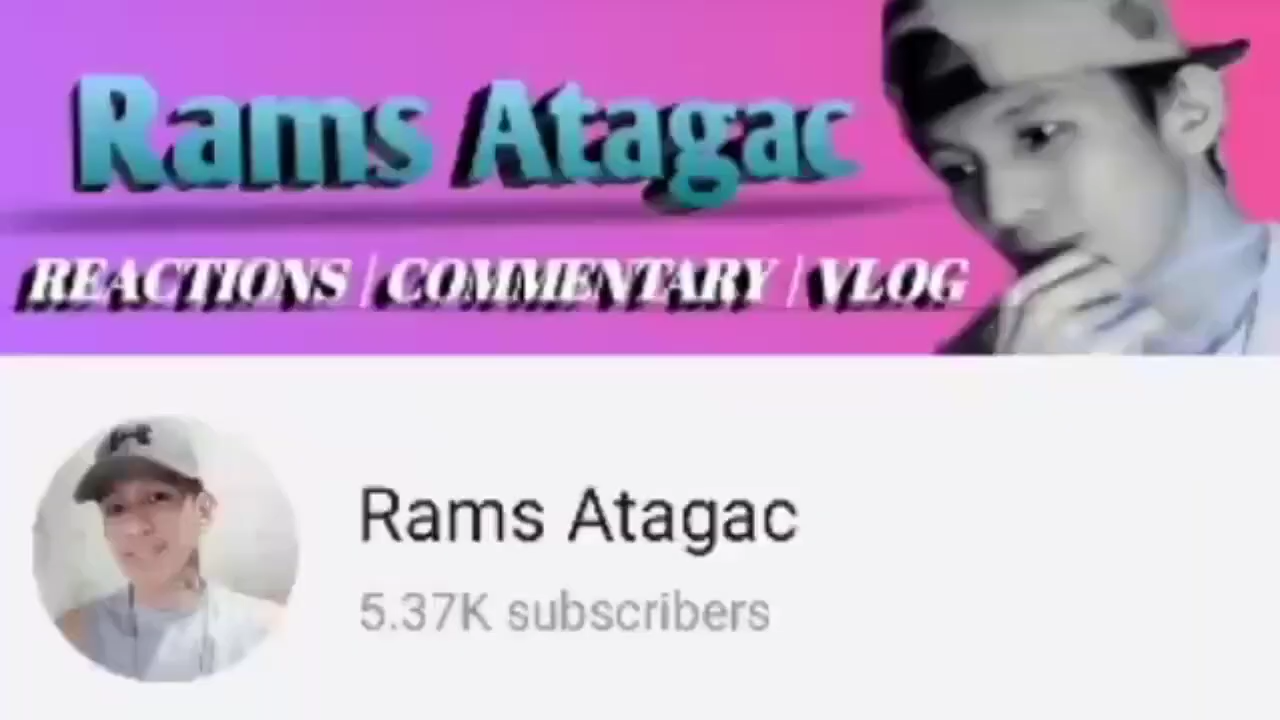 Rams Atagac
REACTIONS | COMMENTARY | VLOG
Rams Atagac
5.37K subscribers